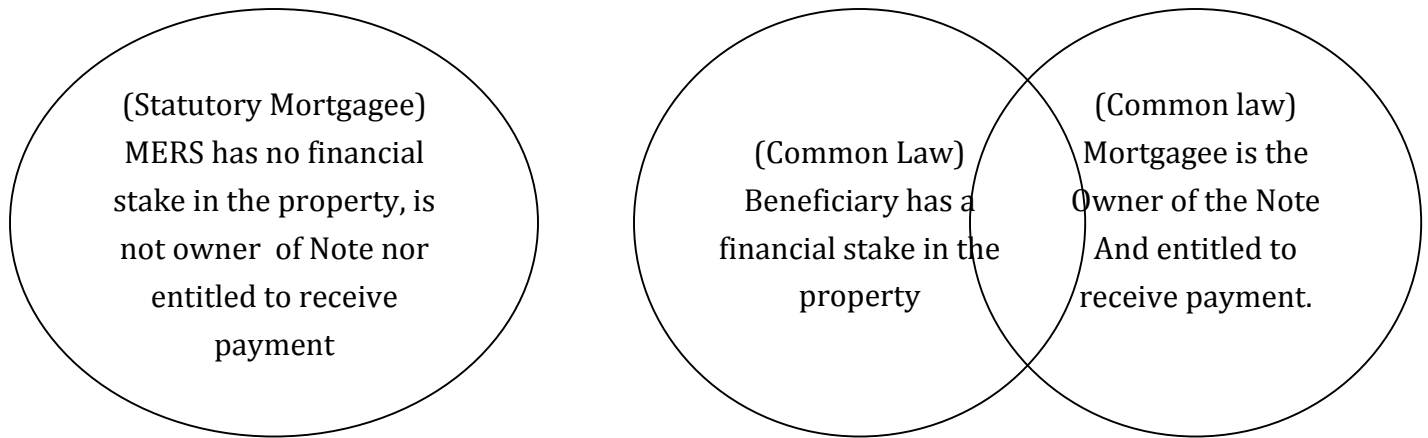 (Statutory Mortgagee)
MERS has no financial
stake in the property, is
not owner  of Note nor
entitled to receive
payment
(Common Law)
Beneficiary has a
financial stake in the
property
(Common law)
Mortgagee is the
Owner of the Note
And entitled to
receive payment.